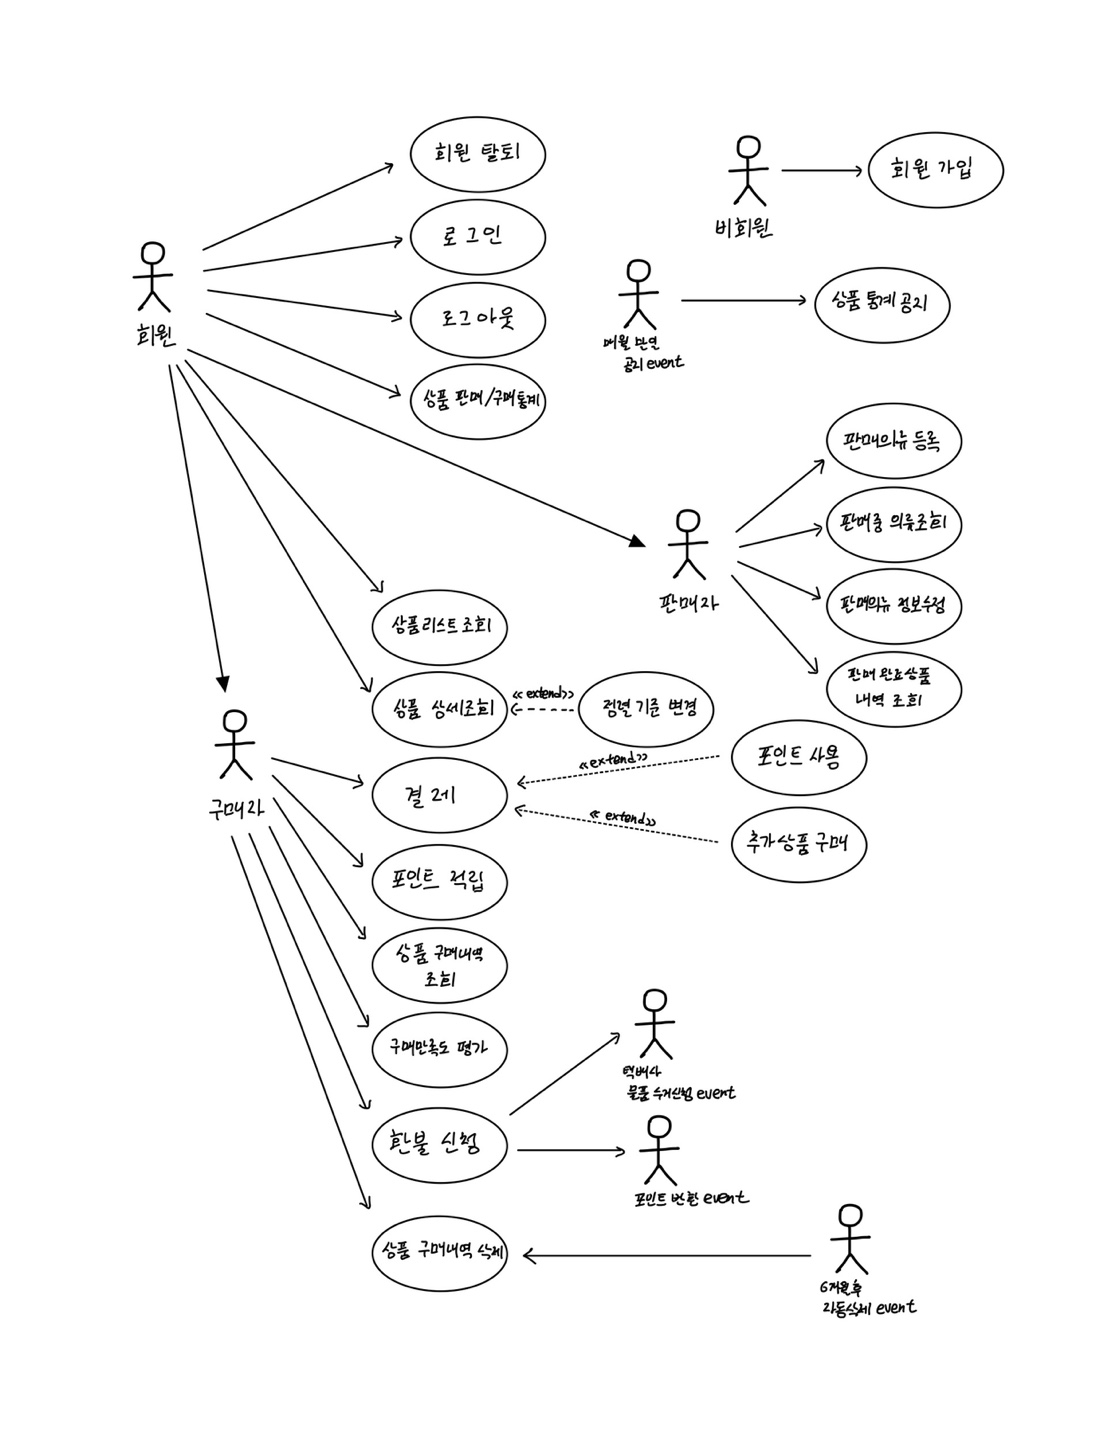 회원 탈퇴
비회원
회원 가입
로그인
회원
로그아웃
매월 말일
공지 event
상품 통계 공지
상품 판매/구매 통계
판매의류 등록
판매중 의류조회
판매자
판매의류 정보수정
판매 완료상품
내역 조회
상품리스트 조회
상품 상세조회
<< extend>>
정렬 기준 변경
구매자
결제
<<extend>>
포인트 사용
<< extend>>
추가상품 구매
포인트 적립
상품 구매내역
조회
구매만족도 평가
택배사
물품 수거신청 event
환불 신청
포인트 반환 event
상품 구매내역 삭제
6개월 후
자동삭제 event